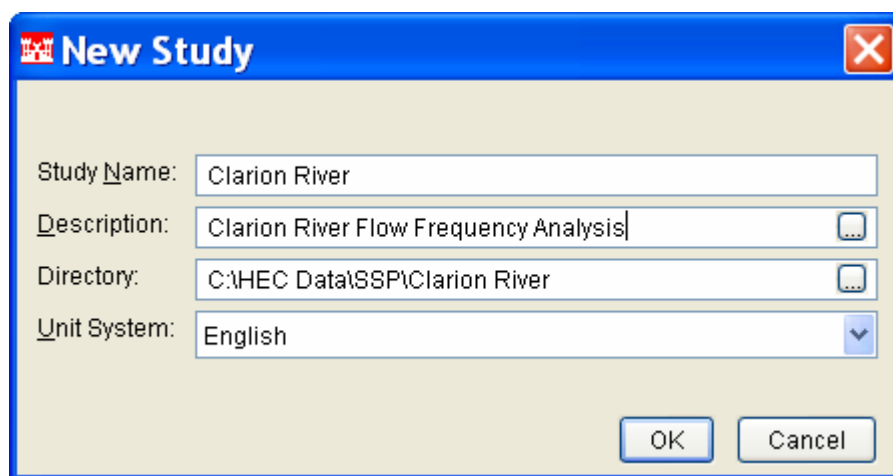 New Study
Study Name: Clarion River
Description: Clarion River Flow Frequency Analysis ...
Directory: C:\HEC Data\SSP\Clarion River ...
Unit System: English
OK Cancel